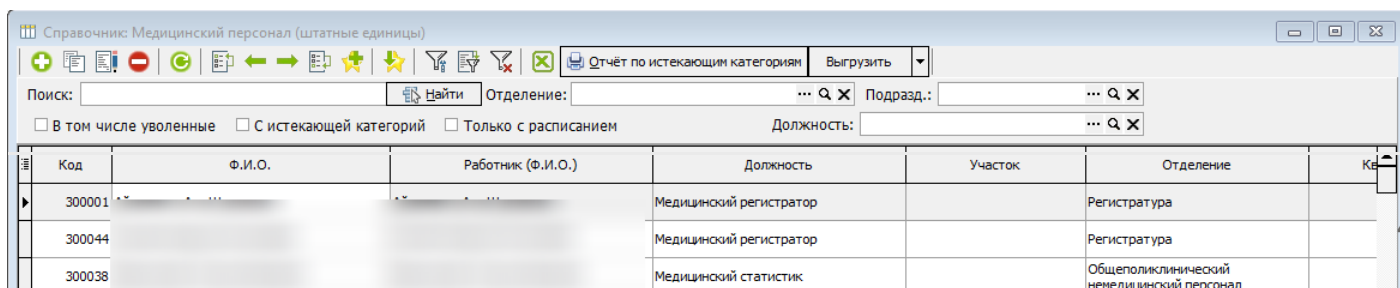 Справочник: Медицинский персонал (штатные единицы)
Отчёт по истекающим категориям Выгрузить
Поиск: Найти Отделение: Подразд.:
В том числе уволенные С истекающей категорий Только с расписанием Должность:
Код Ф.И.О. Работник (Ф.И.О.) Должность Участок Отделение
300001 Медицинский регистратор Регистратура
300044 Медицинский регистратор Регистратура
300038 Медицинский статистик Общеполиклинический
немедицинский персонал